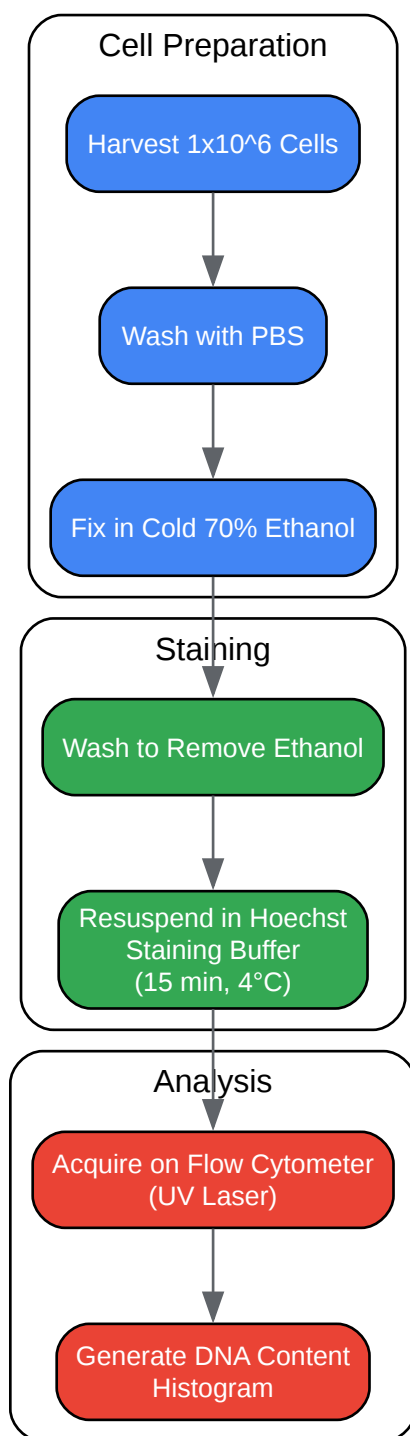 Cell Preparation
Harvest 1x10^6 Cells
Wash with PBS
Fix in Cold 70% Ethanol
Staining
Wash to Remove Ethanol
Resuspend in Hoechst
Staining Buffer
(15 min, 4°C)
Analysis
Acquire on Flow Cytometer
(UV Laser)
Generate DNA Content
Histogram